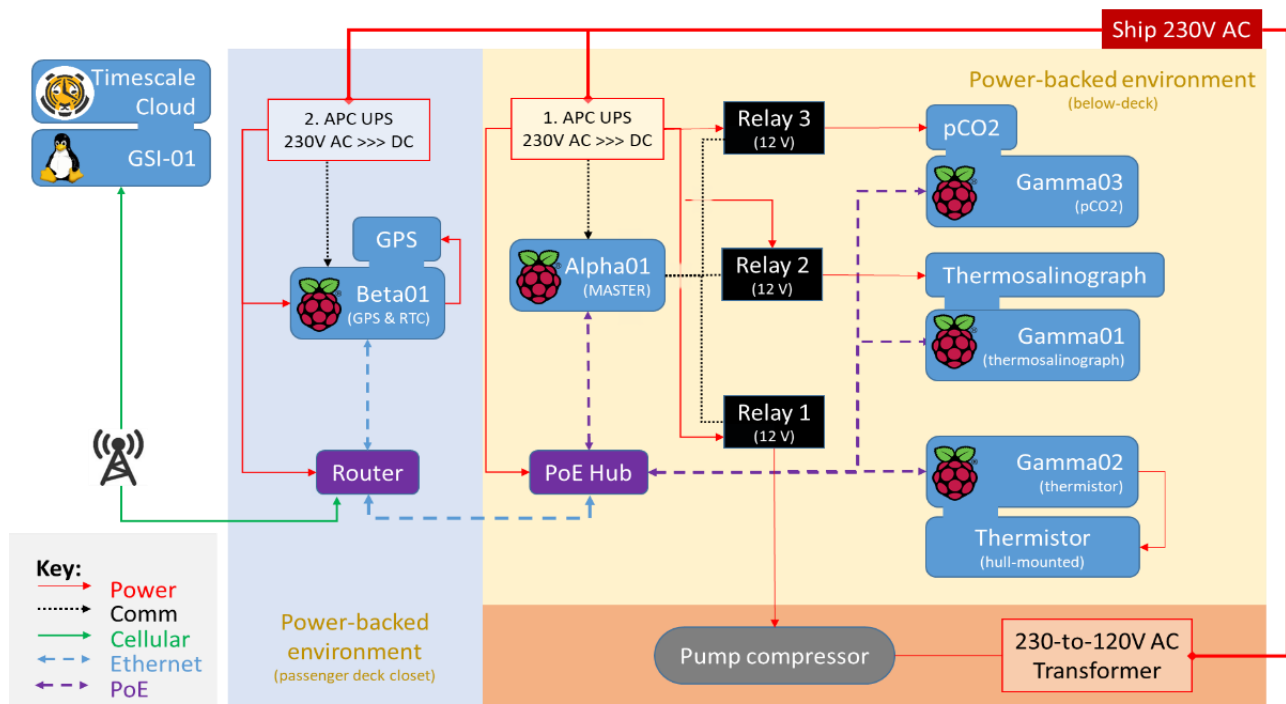 Ship 230V AC
Timescale
Cloud
GSI-01
2. APC UPS
230V AC >>> DC
GPS
Beta01
(GPS & RTC)
Router
Power-backed
environment
(passenger deck closet)
Power-backed environment
(below-deck)
1. APC UPS
230V AC >>> DC
Alpha01
(MASTER)
PoE Hub
Relay 3
(12 V)
Relay 2
(12 V)
Relay 1
(12 V)
pCO2
Gamma03
(pCO2)
Thermosalinograph
Gamma01
(thermosalinograph)
Gamma02
(thermistor)
Thermistor
(hull-mounted)
Pump compressor
230-to-120V AC
Transformer
Key:
Power
Comm
Cellular
Ethernet
PoE